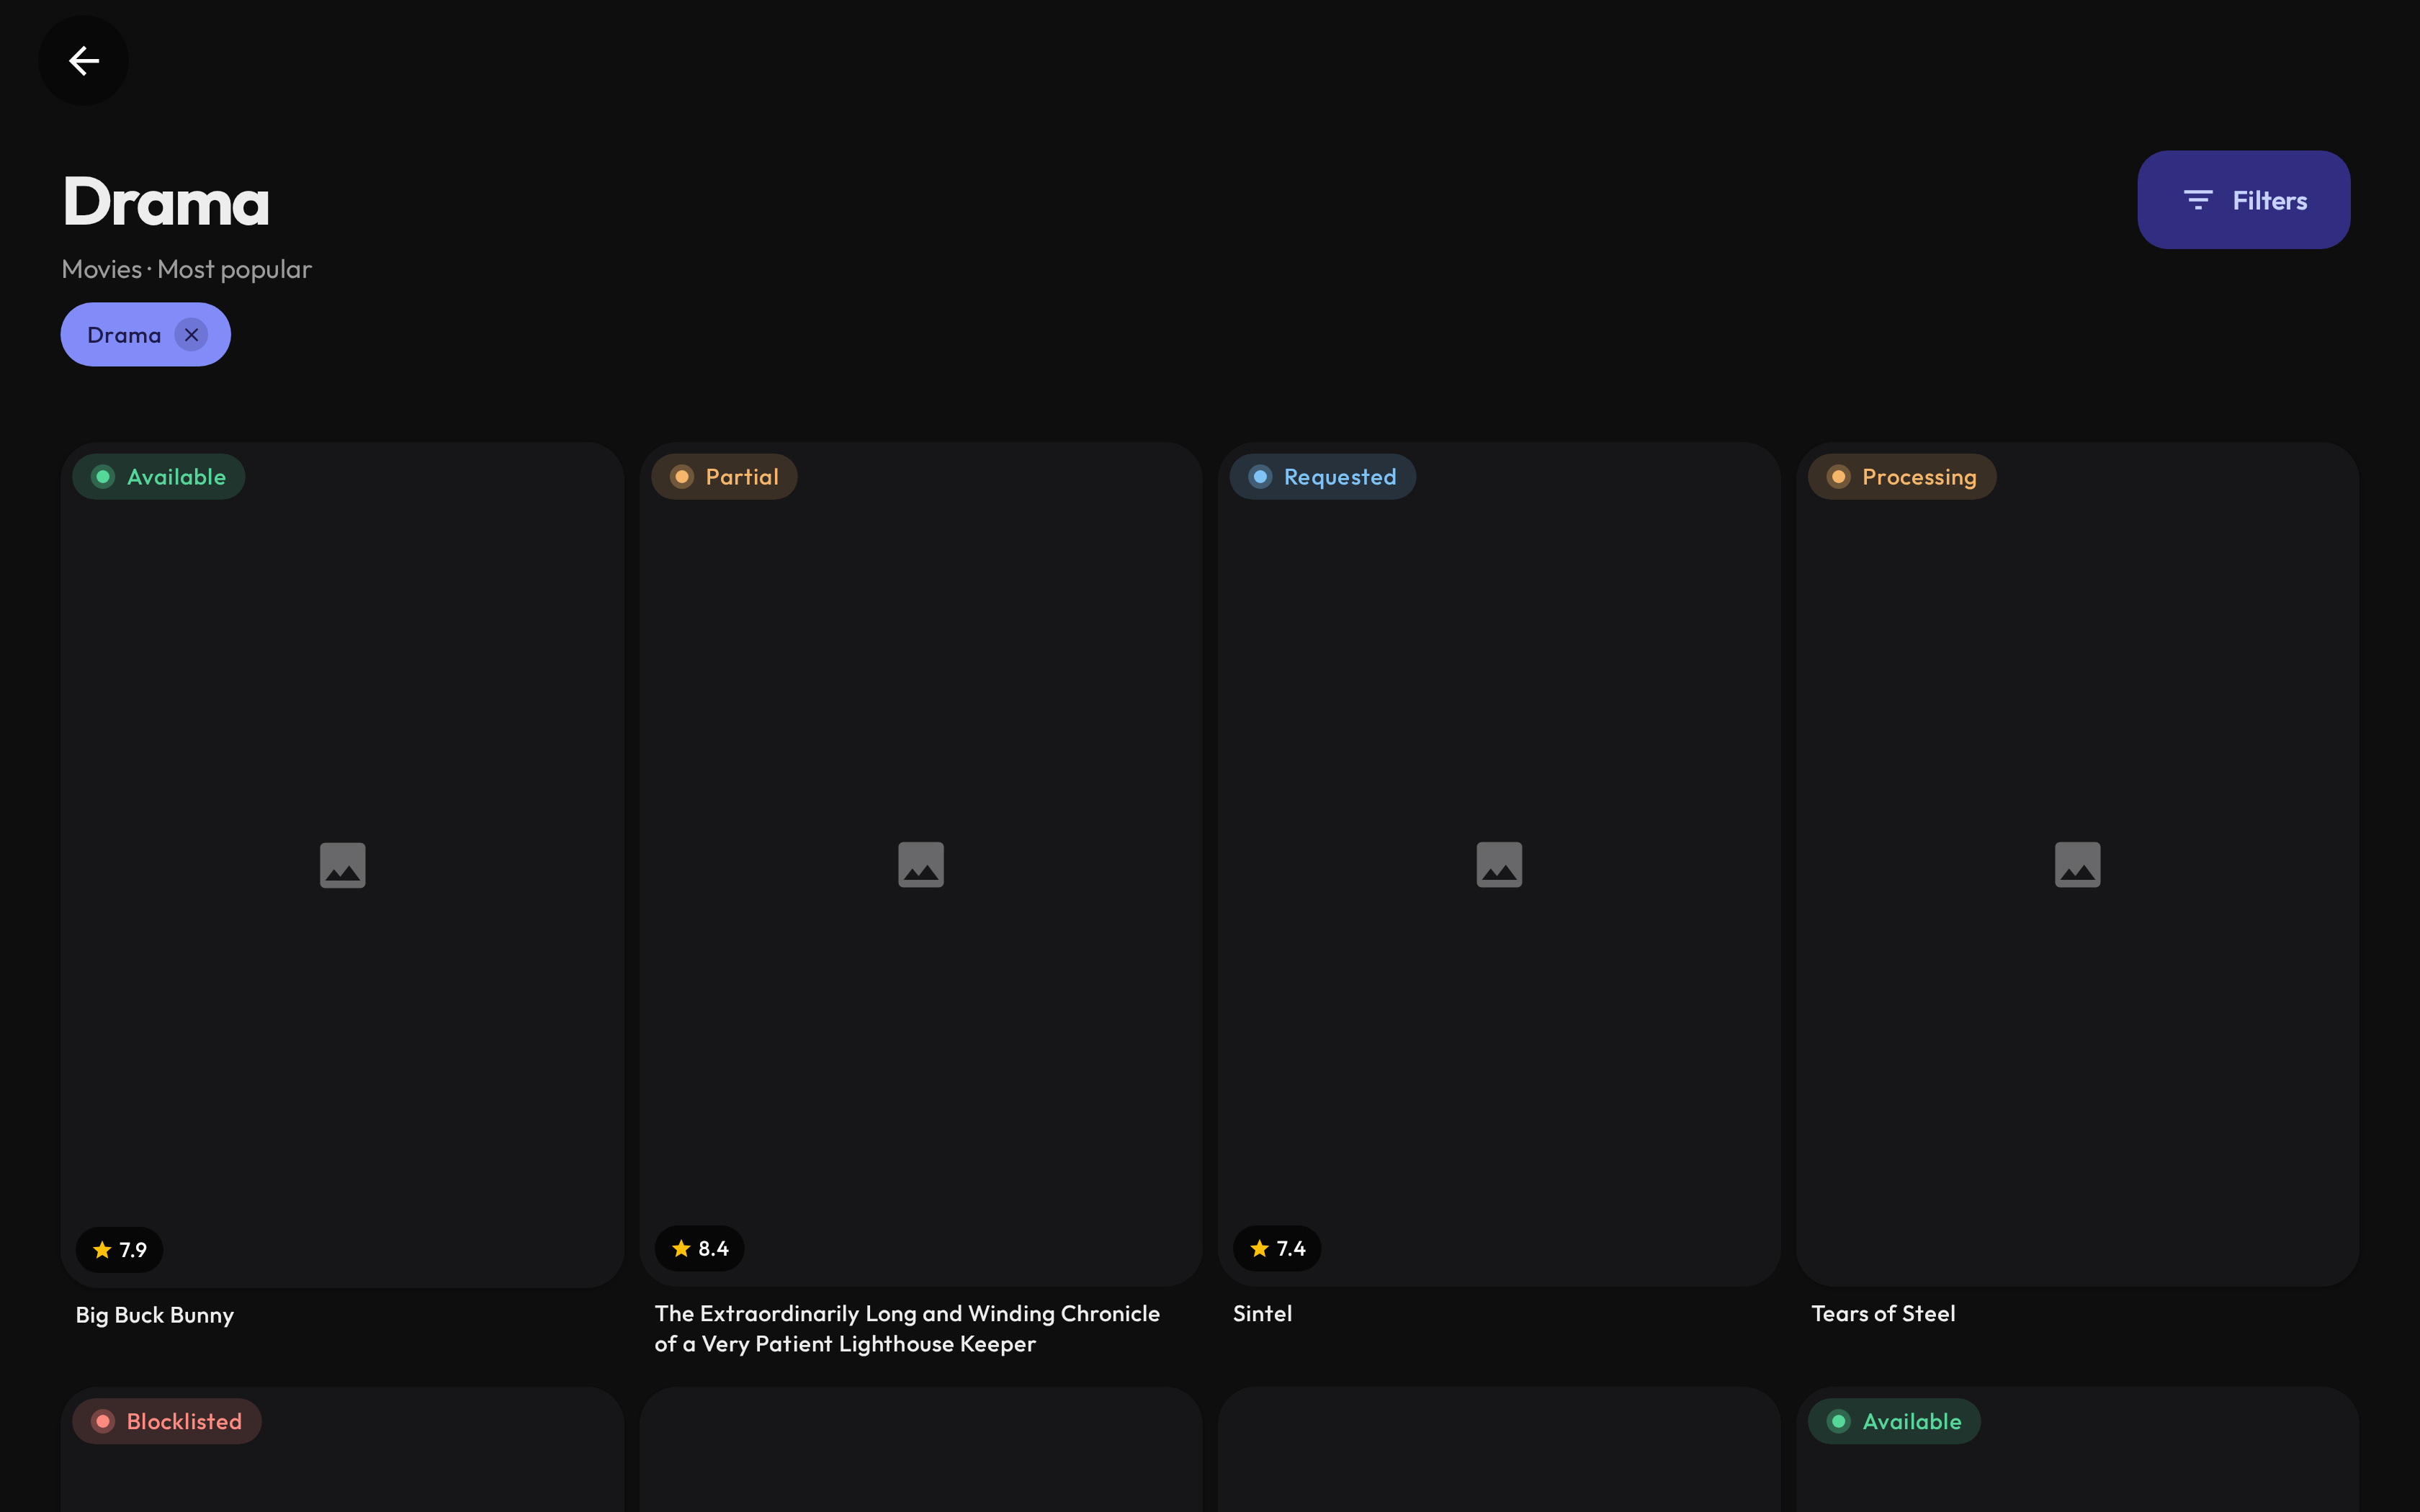 Drama
Filters
Movies · Most popular
Drama
Available
Partial
Requested
Processing
7.9
8.4
7.4
Big Buck Bunny
The Extraordinarily Long and Winding Chronicle
of a Very Patient Lighthouse Keeper
Sintel
Tears of Steel
Blocklisted
Available